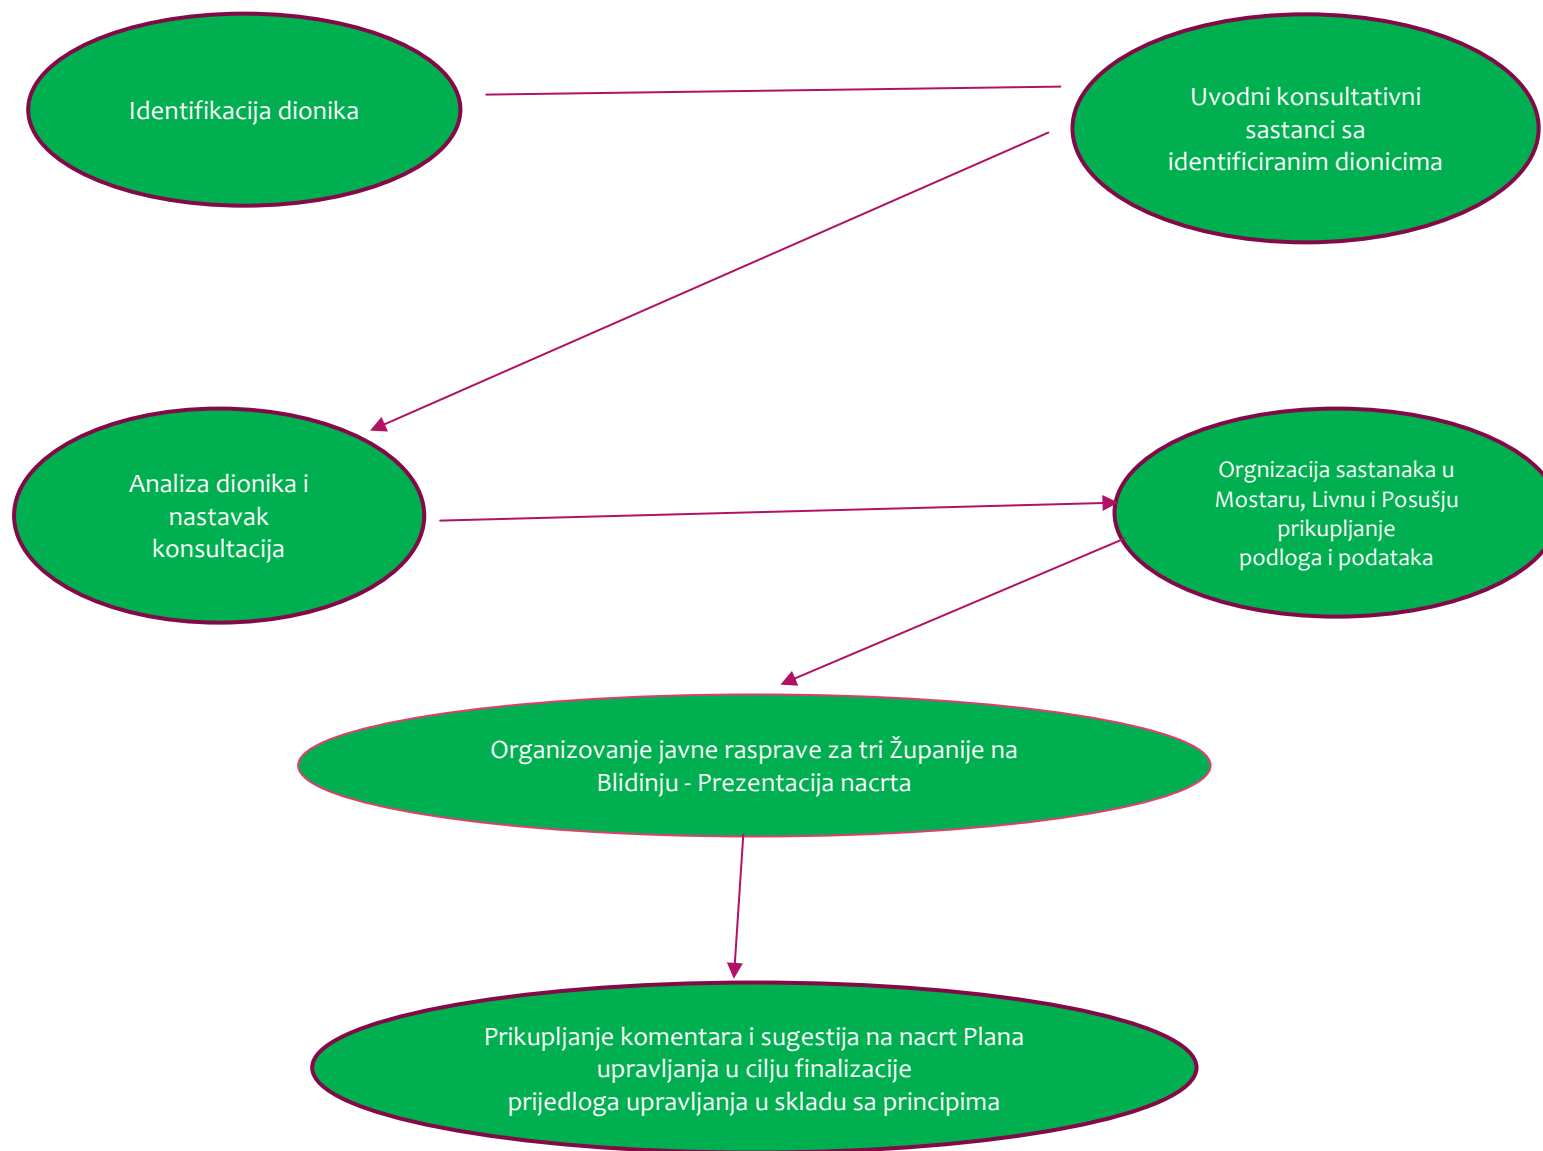 Identifikacija dionika
Uvodni konsultativni
sastanci sa
identificiranim dionicima
Analiza dionika i
nastavak
konsultacija
Orgnizacija sastanaka u
Mostaru, Livnu i Posušju
prikupljanje
podloga i podataka
Organizovanje javne rasprave za tri Županije na
Blidinju - Prezentacija nacrta
Prikupljanje komentara i sugestija na nacrt Plana
upravljanja u cilju finalizacije
prijedloga upravljanja u skladu sa principima